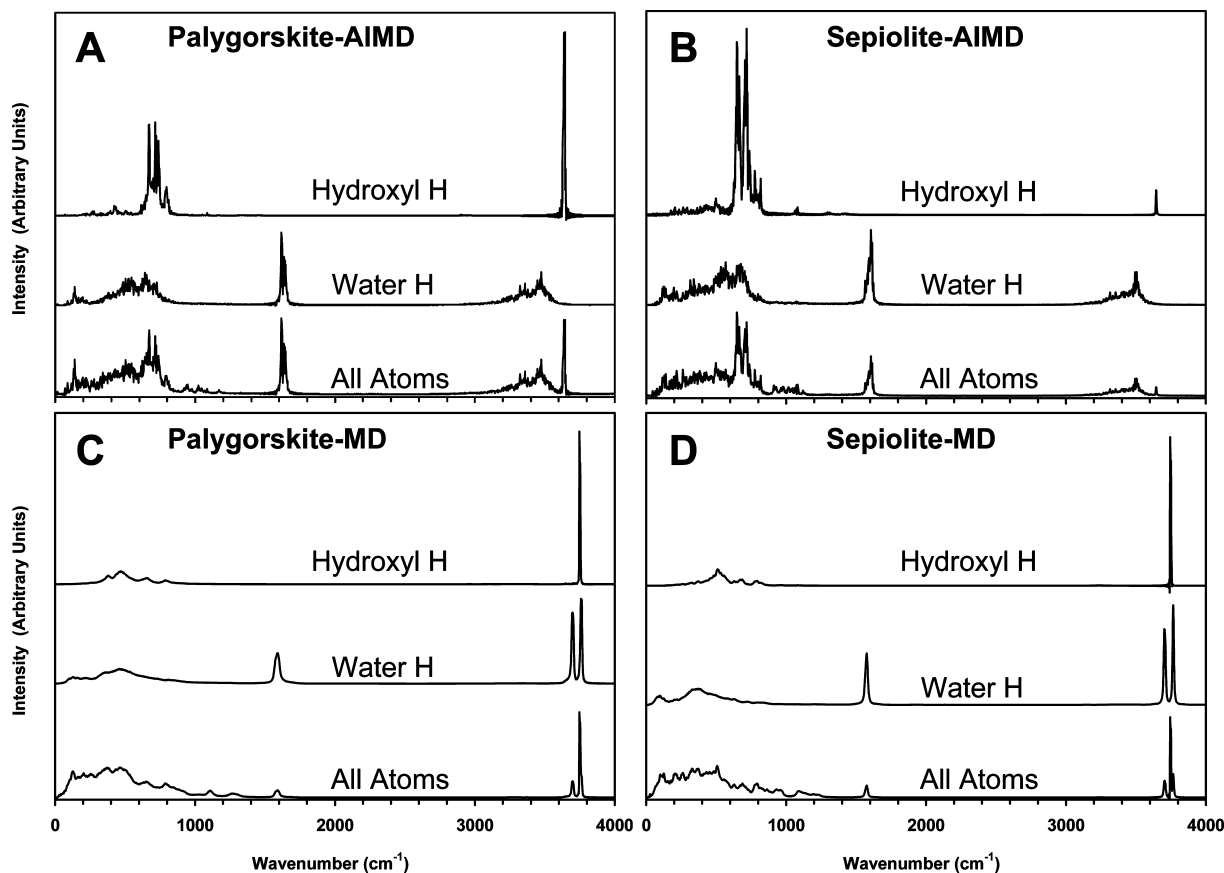 A
Palygorskite-AIMD
Hydroxyl H
Water H
All Atoms
Intensity (Arbitrary Units)
B
Sepiolite-AIMD
Hydroxyl H
Water H
All Atoms
C
Palygorskite-MD
Hydroxyl H
Water H
All Atoms
Intensity (Arbitrary Units)
0 1000 2000 3000 4000
Wavenumber (cm⁻¹)
D
Sepiolite-MD
Hydroxyl H
Water H
All Atoms
0 1000 2000 3000 4000
Wavenumber (cm⁻¹)